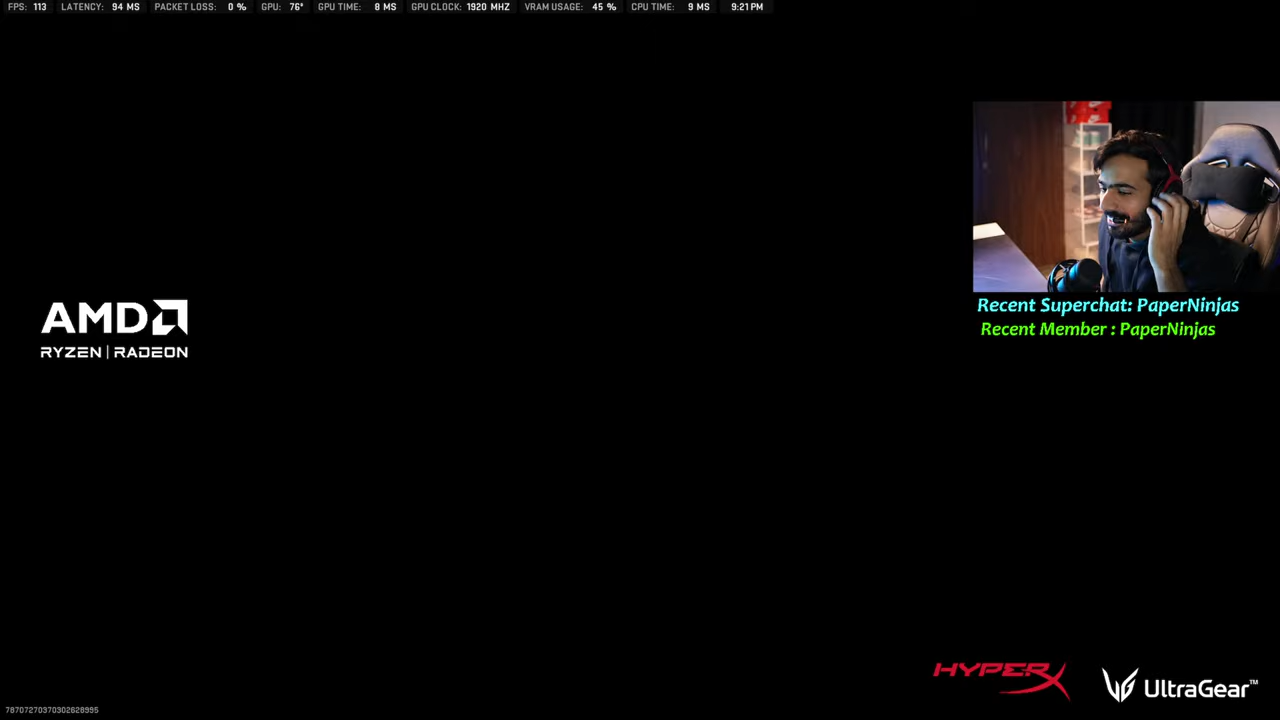 FPS: 113 LATENCY: 94 MS PACKET LOSS: 0 % GPU: 76° GPU TIME: 8 MS GPU CLOCK: 1920 MHZ VRAM USAGE: 45 % CPU TIME: 9 MS 9:21 PM
Recent Superchat: PaperNinjas
Recent Member : PaperNinjas
AMD
RYZEN | RADEON
HYPERX
UltraGear™
78707270370302628995